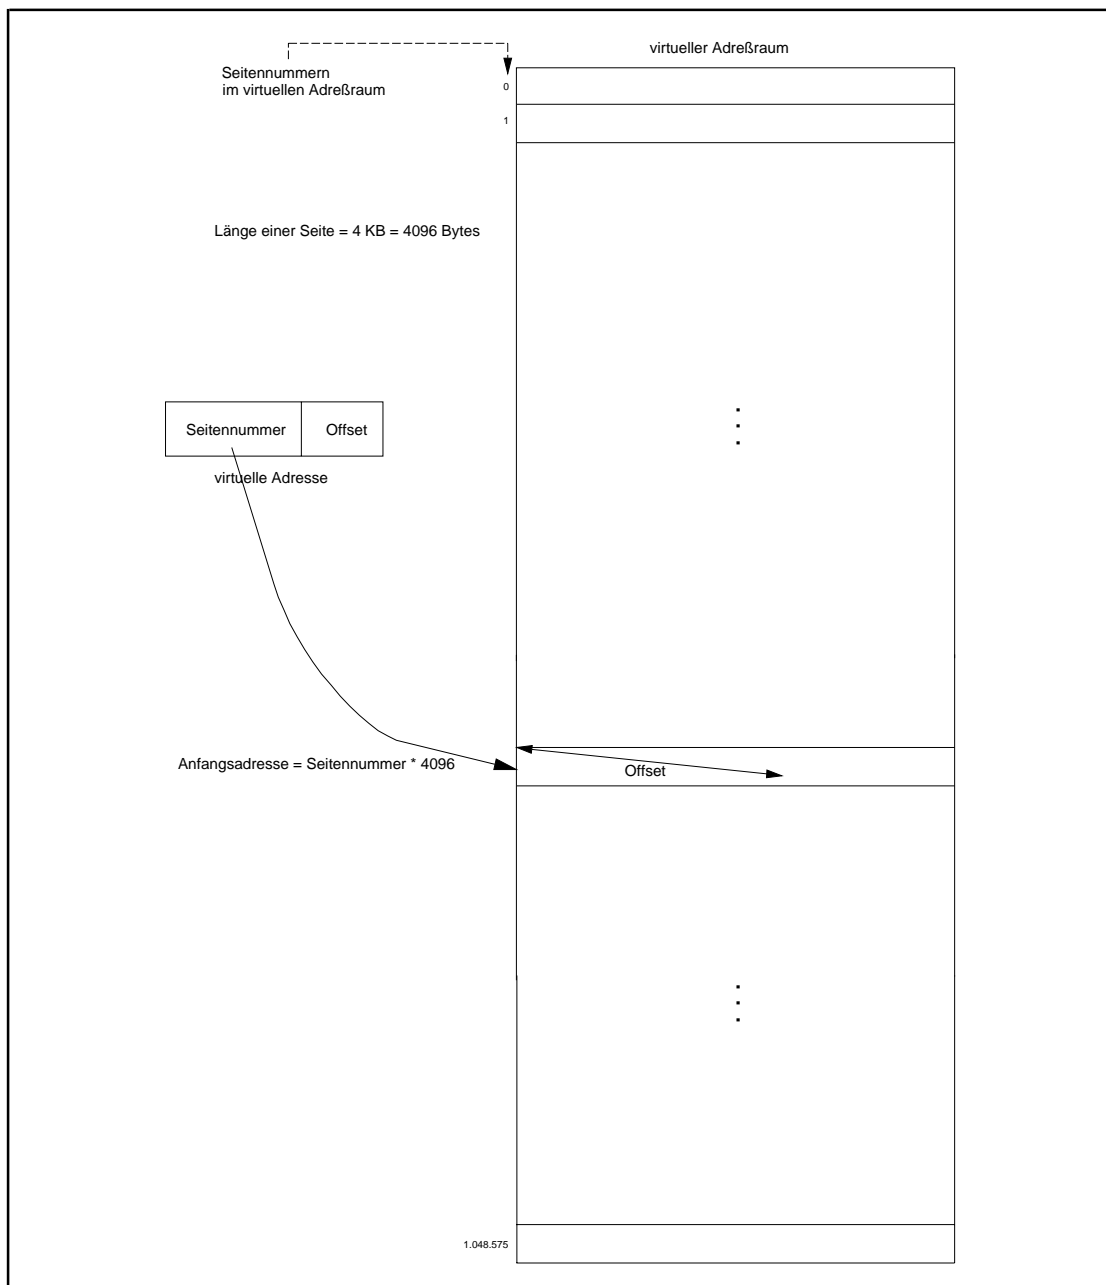 virtueller Adreßraum
Seitennummern
im virtuellen Adreßraum
0
1
Länge einer Seite = 4 KB = 4096 Bytes
Seitennummer
Offset
virtuelle Adresse
Anfangsadresse = Seitennummer * 4096
Offset
1.048.575